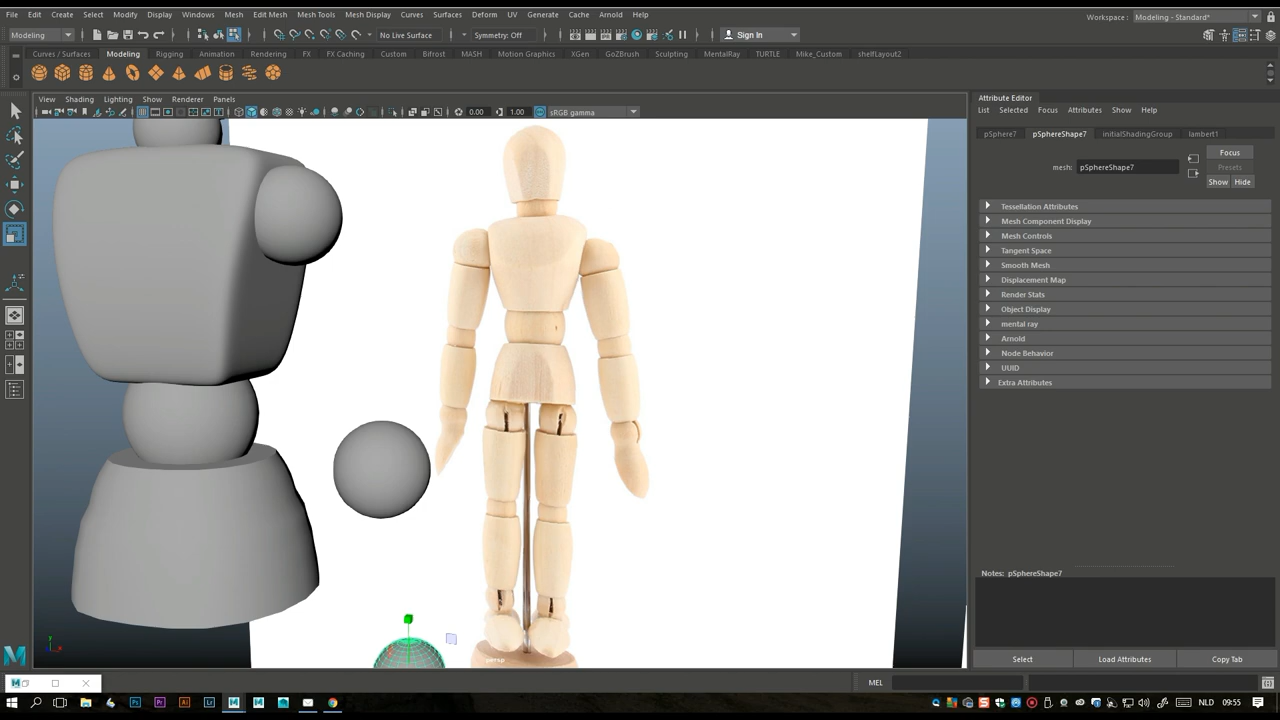 File Edit Create Select Modify Display Windows Mesh Edit Mesh Mesh Tools Mesh Display Curves Surfaces Deform UV Generate Cache Arnold Help
Workspace : Modeling - Standard*
Modeling No Live Surface Symmetry: Off Sign In
Curves / Surfaces Modeling Rigging Animation Rendering FX FX Caching Custom Bifrost MASH Motion Graphics XGen GoZBrush Sculpting MentalRay TURTLE Mike_Custom shelfLayout2
View Shading Lighting Show Renderer Panels
0.00 1.00 sRGB gamma
Attribute Editor
List Selected Focus Attributes Show Help
pSphere7 pSphereShape7 initialShadingGroup lambert1
Focus
mesh: pSphereShape7
Presets
Show Hide
Tessellation Attributes
Mesh Component Display
Mesh Controls
Tangent Space
Smooth Mesh
Displacement Map
Render Stats
Object Display
mental ray
Arnold
Node Behavior
UUID
Extra Attributes
Notes: pSphereShape7
persp
Select Load Attributes Copy Tab
MEL
NLD 09:55